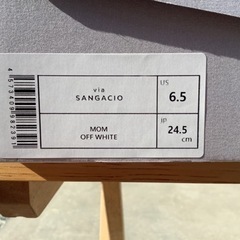 via
SANGACIO
US
6.5
MOM
OFF WHITE
JP
24.5
cm